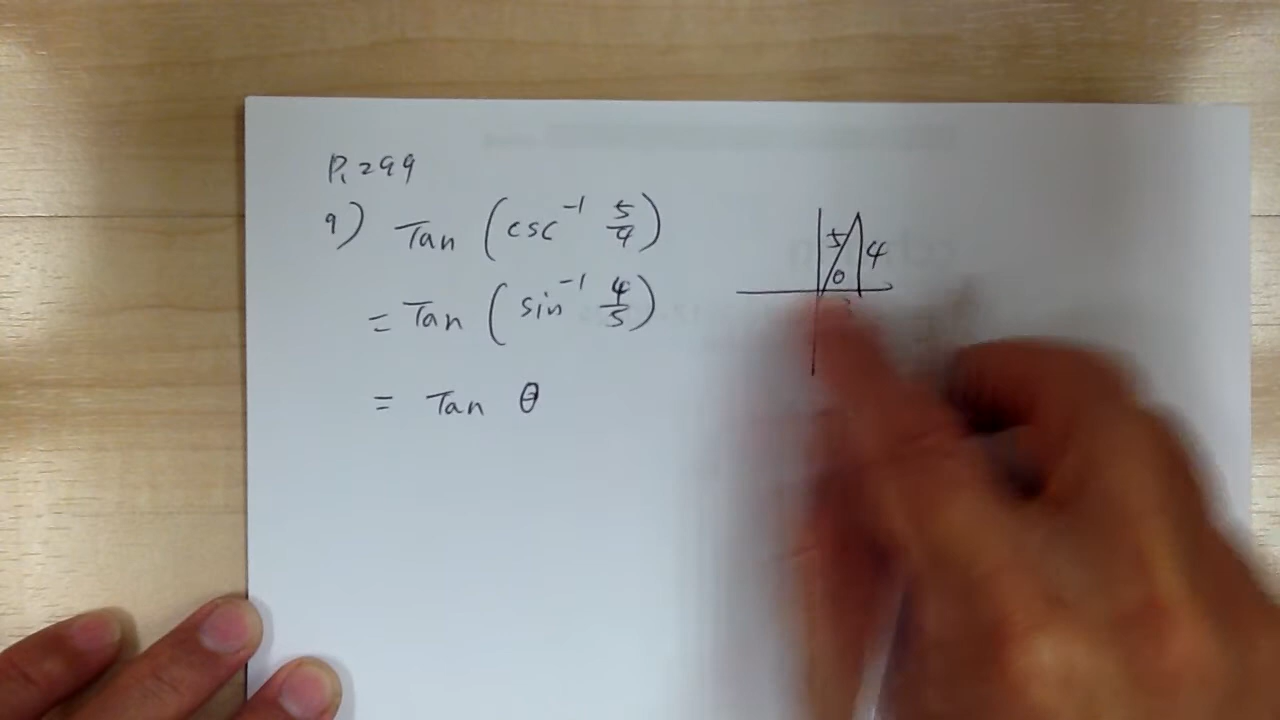 P. 299
9) Tan (csc⁻¹ 5/4)
= Tan (sin⁻¹ 4/5)
= Tan θ
5 4
θ